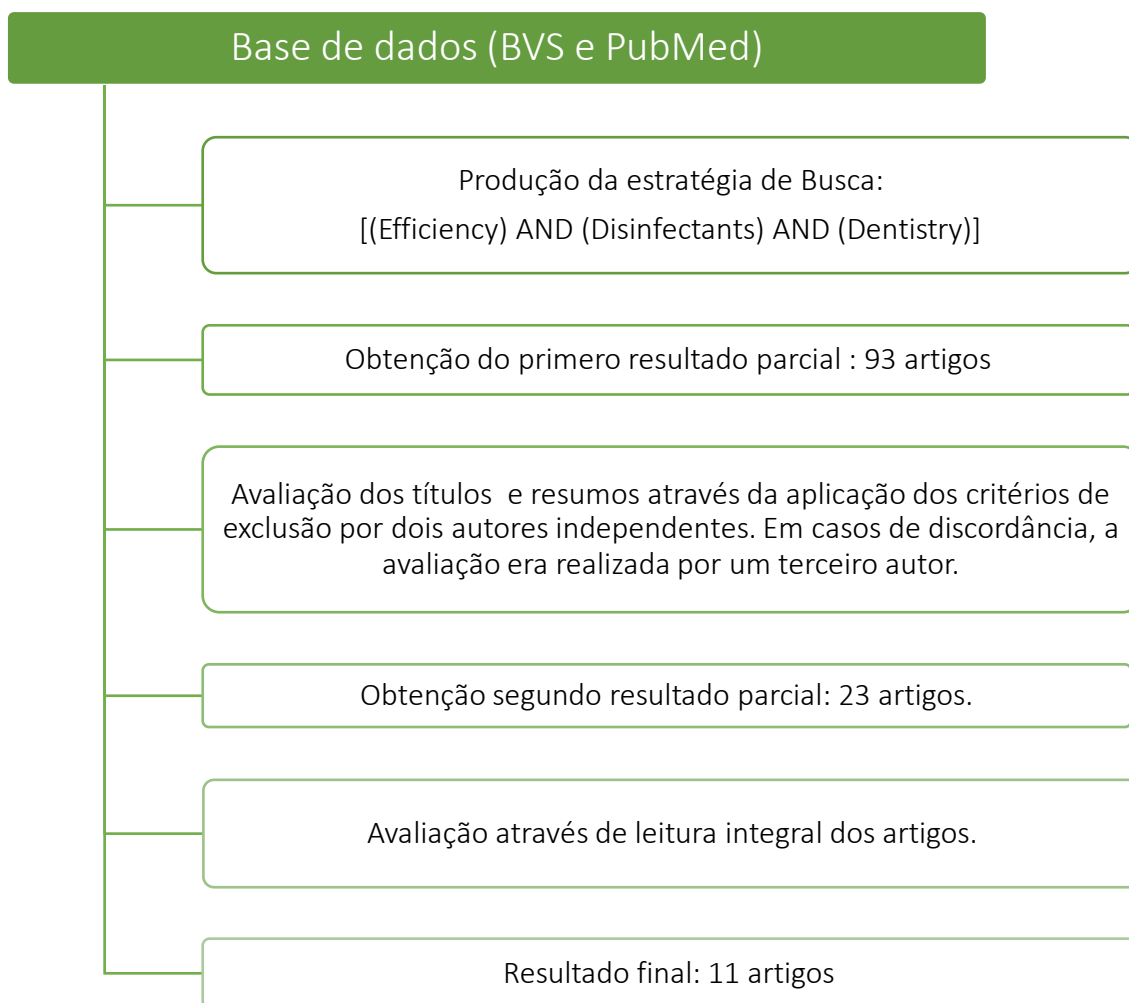 Base de dados (BVS e PubMed)
Produção da estratégia de Busca:
[(Efficiency) AND (Disinfectants) AND (Dentistry)]
Obtenção do primero resultado parcial : 93 artigos
Avaliação dos títulos  e resumos através da aplicação dos critérios de
exclusão por dois autores independentes. Em casos de discordância, a
avaliação era realizada por um terceiro autor.
Obtenção segundo resultado parcial: 23 artigos.
Avaliação através de leitura integral dos artigos.
Resultado final: 11 artigos